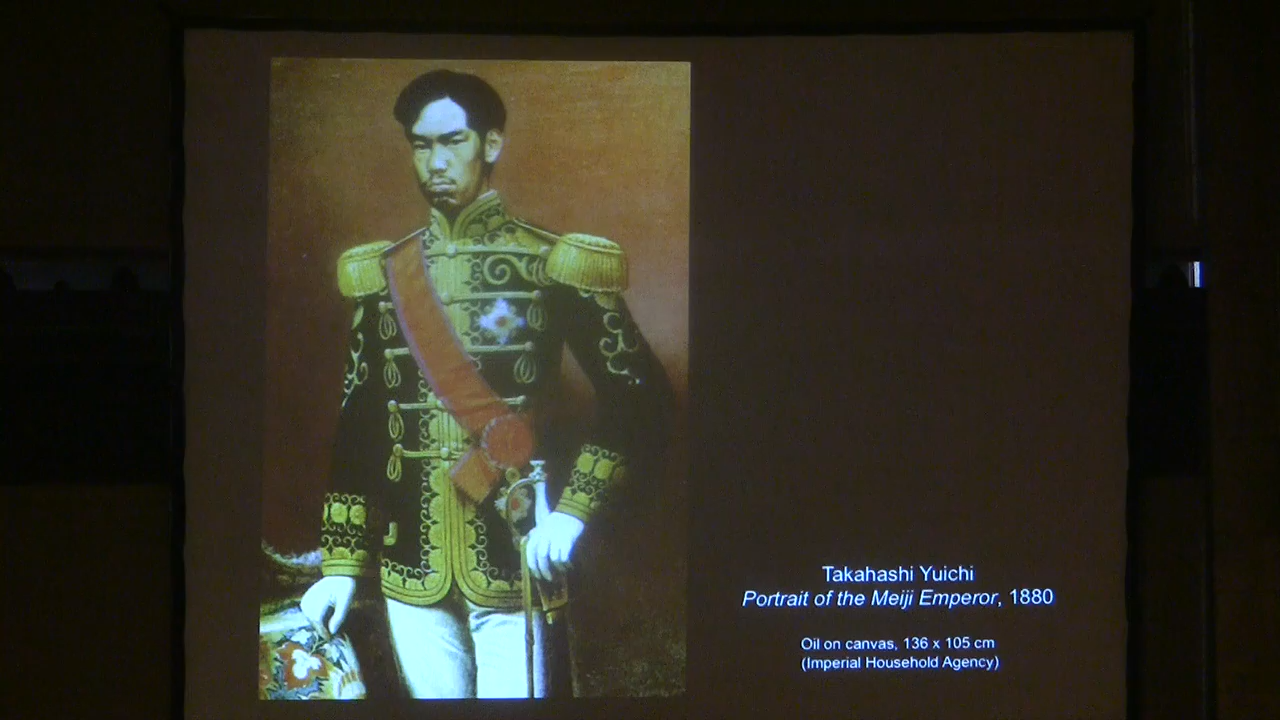 Takahashi Yuichi
Portrait of the Meiji Emperor, 1880
Oil on canvas, 136 x 105 cm
(Imperial Household Agency)